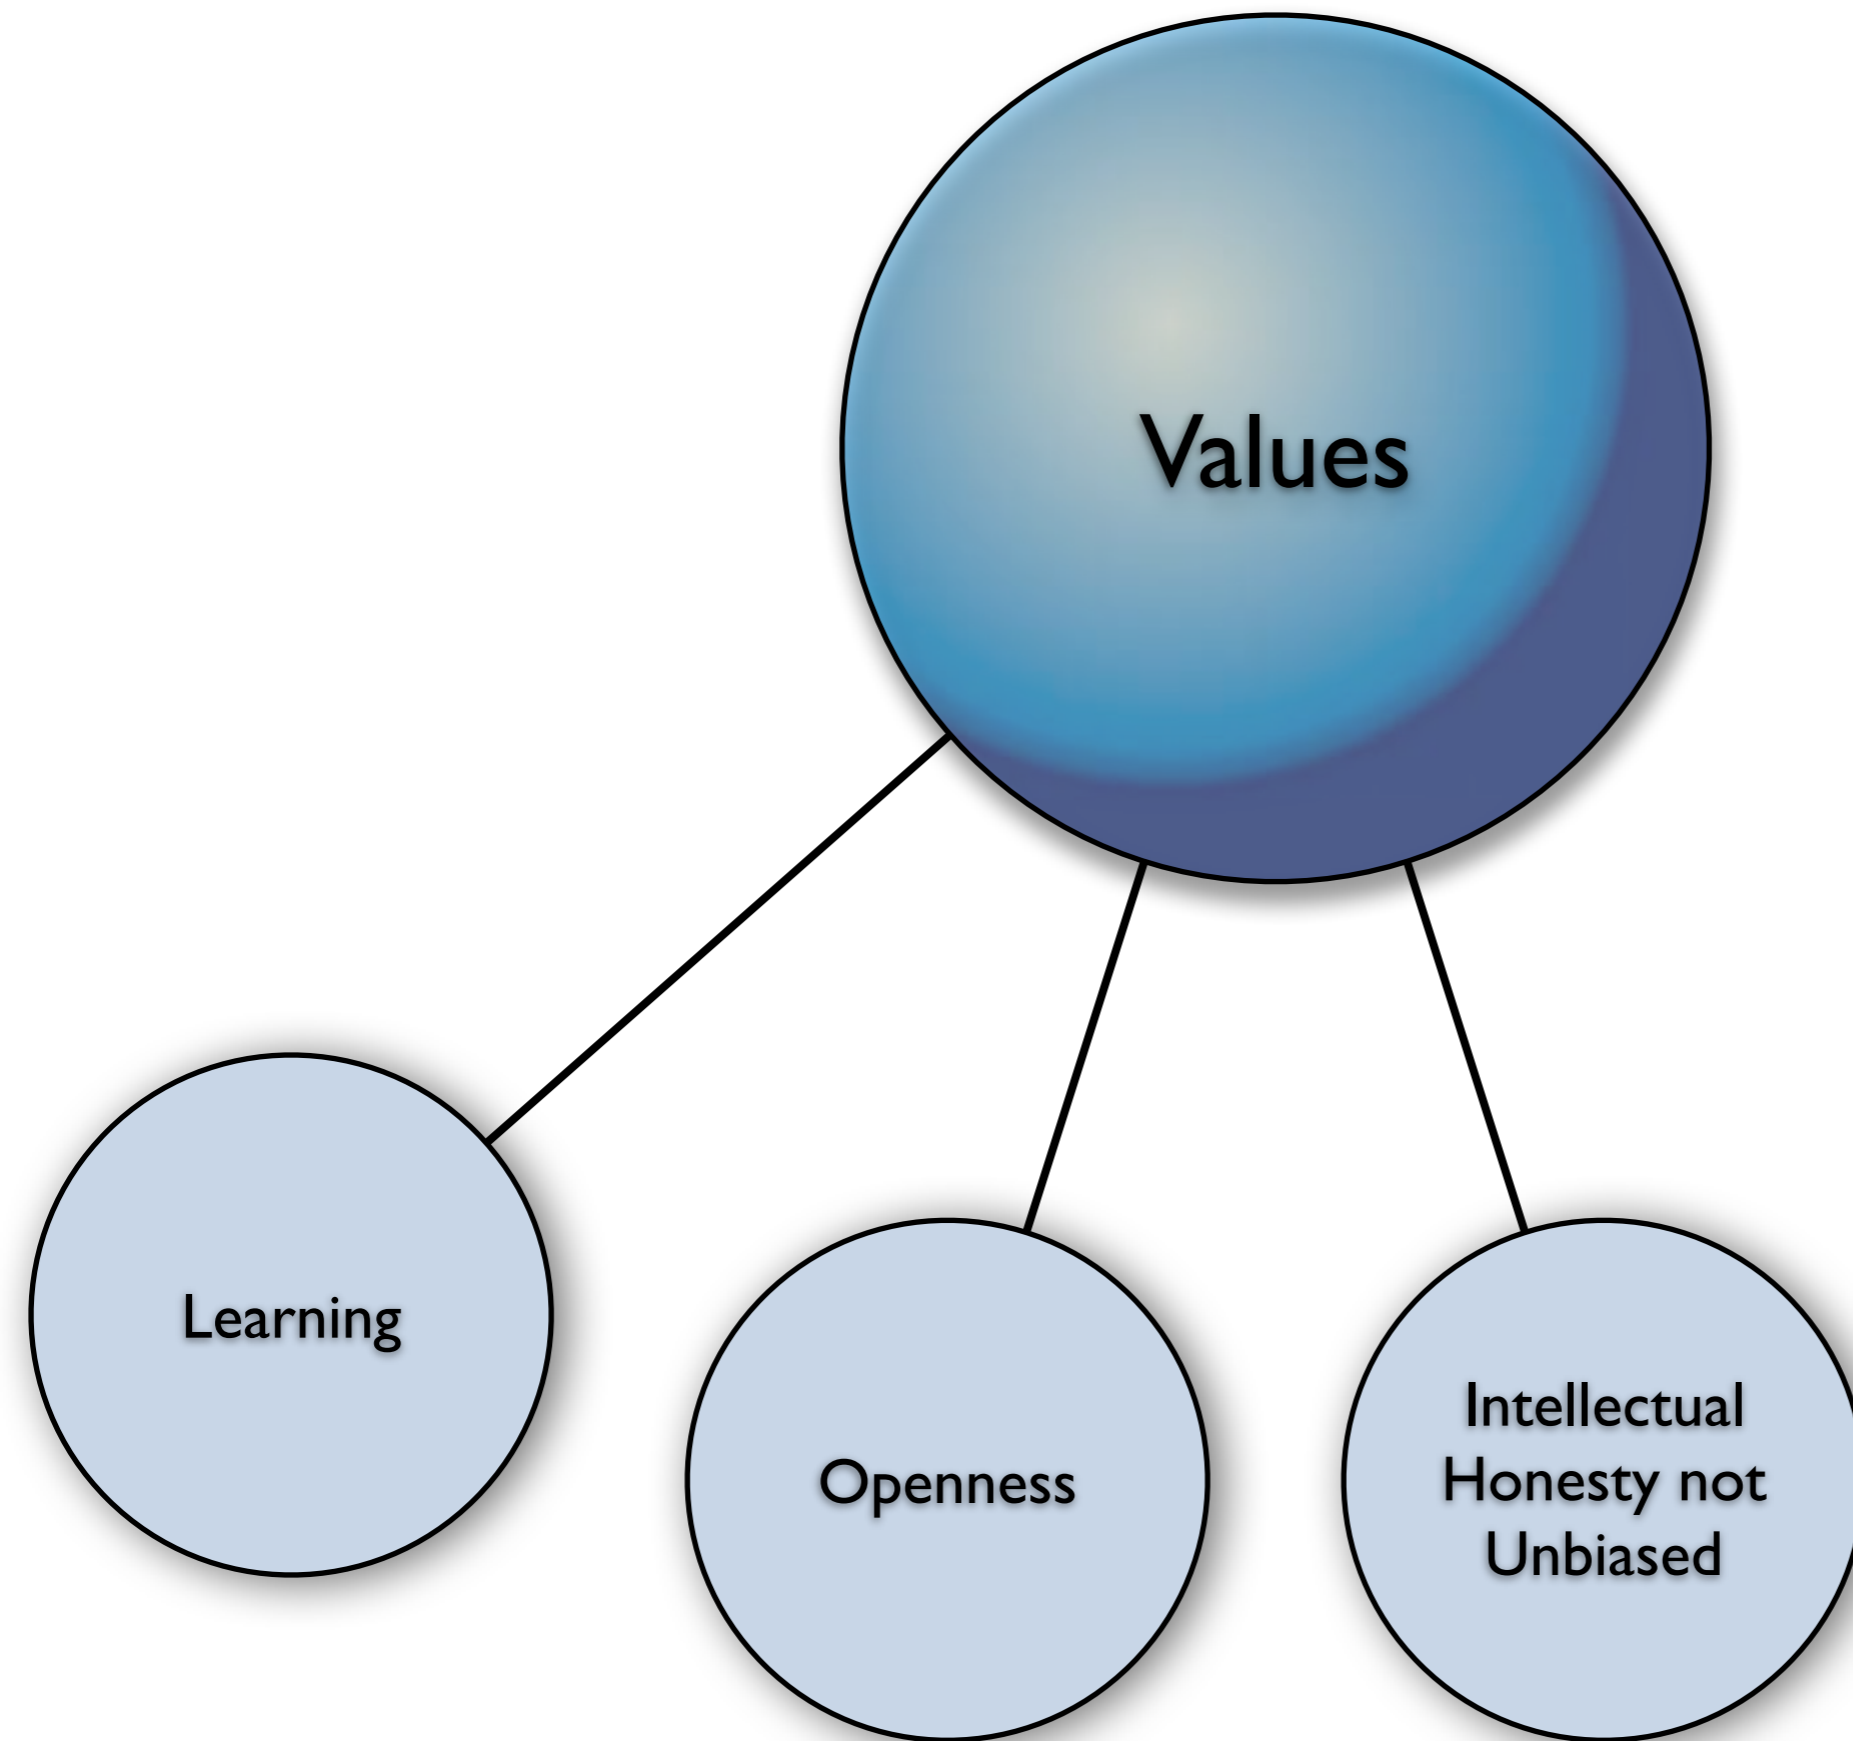 Values
Learning
Openness
Intellectual
Honesty not
Unbiased